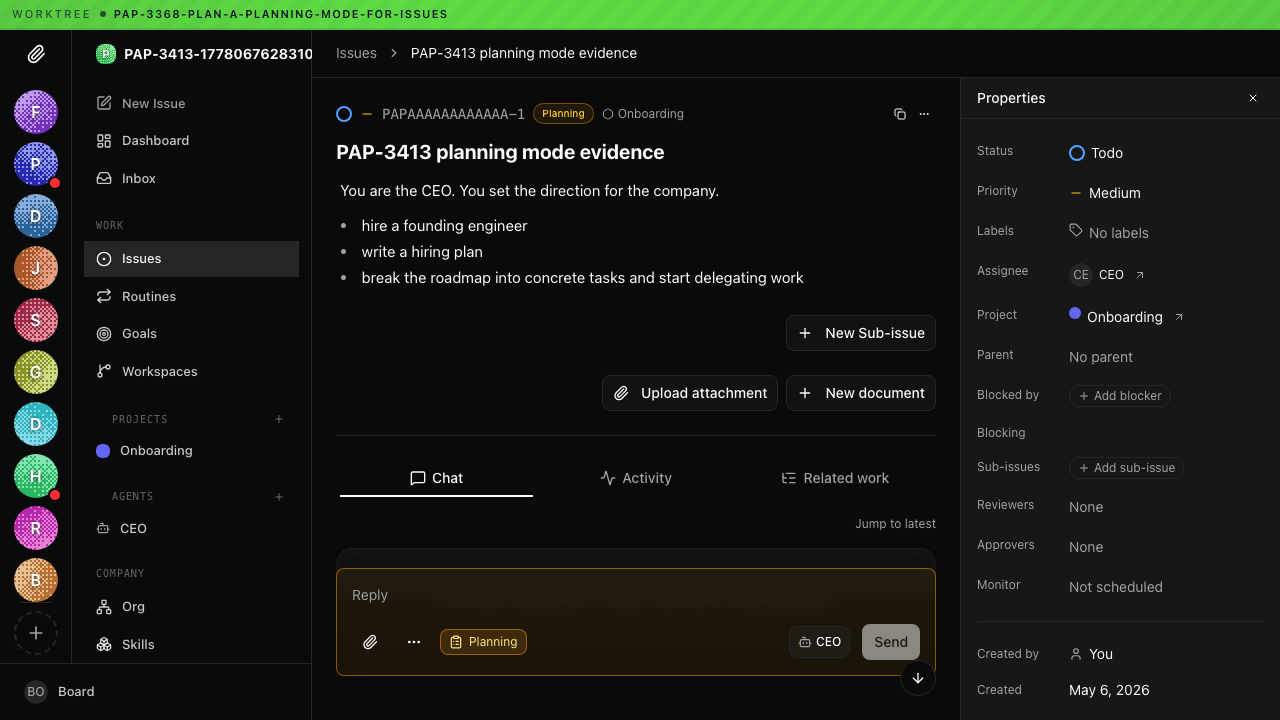 WORKTREE PAP-3368-PLAN-A-PLANNING-MODE-FOR-ISSUES
P PAP-3413-1778067628310
F
P
D
J
S
G
D
H
R
B
New Issue
Dashboard
Inbox
WORK
Issues
Routines
Goals
Workspaces
PROJECTS
Onboarding
AGENTS
CEO
COMPANY
Org
Skills
BO Board
Issues PAP-3413 planning mode evidence
PAPAAAAAAAAAAAA-1 Planning Onboarding
PAP-3413 planning mode evidence
You are the CEO. You set the direction for the company.
• hire a founding engineer
• write a hiring plan
• break the roadmap into concrete tasks and start delegating work
New Sub-issue
Upload attachment New document
Chat Activity Related work
Jump to latest
Reply
Planning CEO Send
Properties
Status Todo
Priority Medium
Labels No labels
Assignee CE CEO
Project Onboarding
Parent No parent
Blocked by Add blocker
Blocking
Sub-issues Add sub-issue
Reviewers None
Approvers None
Monitor Not scheduled
Created by You
Created May 6, 2026